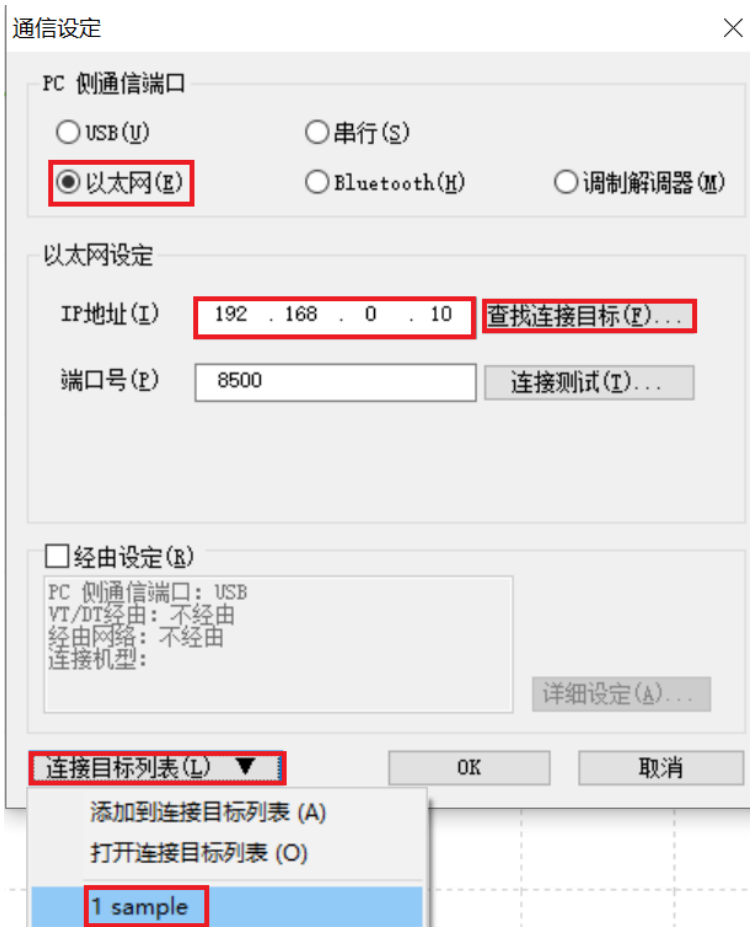 通信设定
PC 侧通信端口
USB(U) 串行(S)
以太网(E) Bluetooth(H) 调制解调器(M)
以太网设定
IP地址(I) 192 . 168 . 0 . 10 查找连接目标(F)...
端口号(P) 8500 连接测试(T)...
经由设定(R)
PC 侧通信端口: USB
VT/DT经由: 不经由
经由网络: 不经由
连接机型:
详细设定(A)...
连接目标列表(L) ▼ OK 取消
添加到连接目标列表 (A)
打开连接目标列表 (O)
1 sample